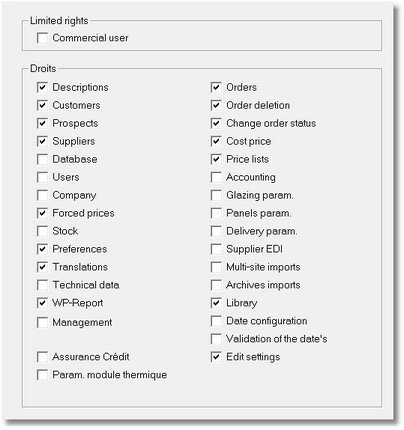 Limited rights
Commercial user
Droits
Descriptions
Customers
Prospects
Suppliers
Database
Users
Company
Forced prices
Stock
Preferences
Translations
Technical data
WP-Report
Management
Assurance Crédit
Param. module thermique
Orders
Order deletion
Change order status
Cost price
Price lists
Accounting
Glazing param.
Panels param.
Delivery param.
Supplier EDI
Multi-site imports
Archives imports
Library
Date configuration
Validation of the date's
Edit settings